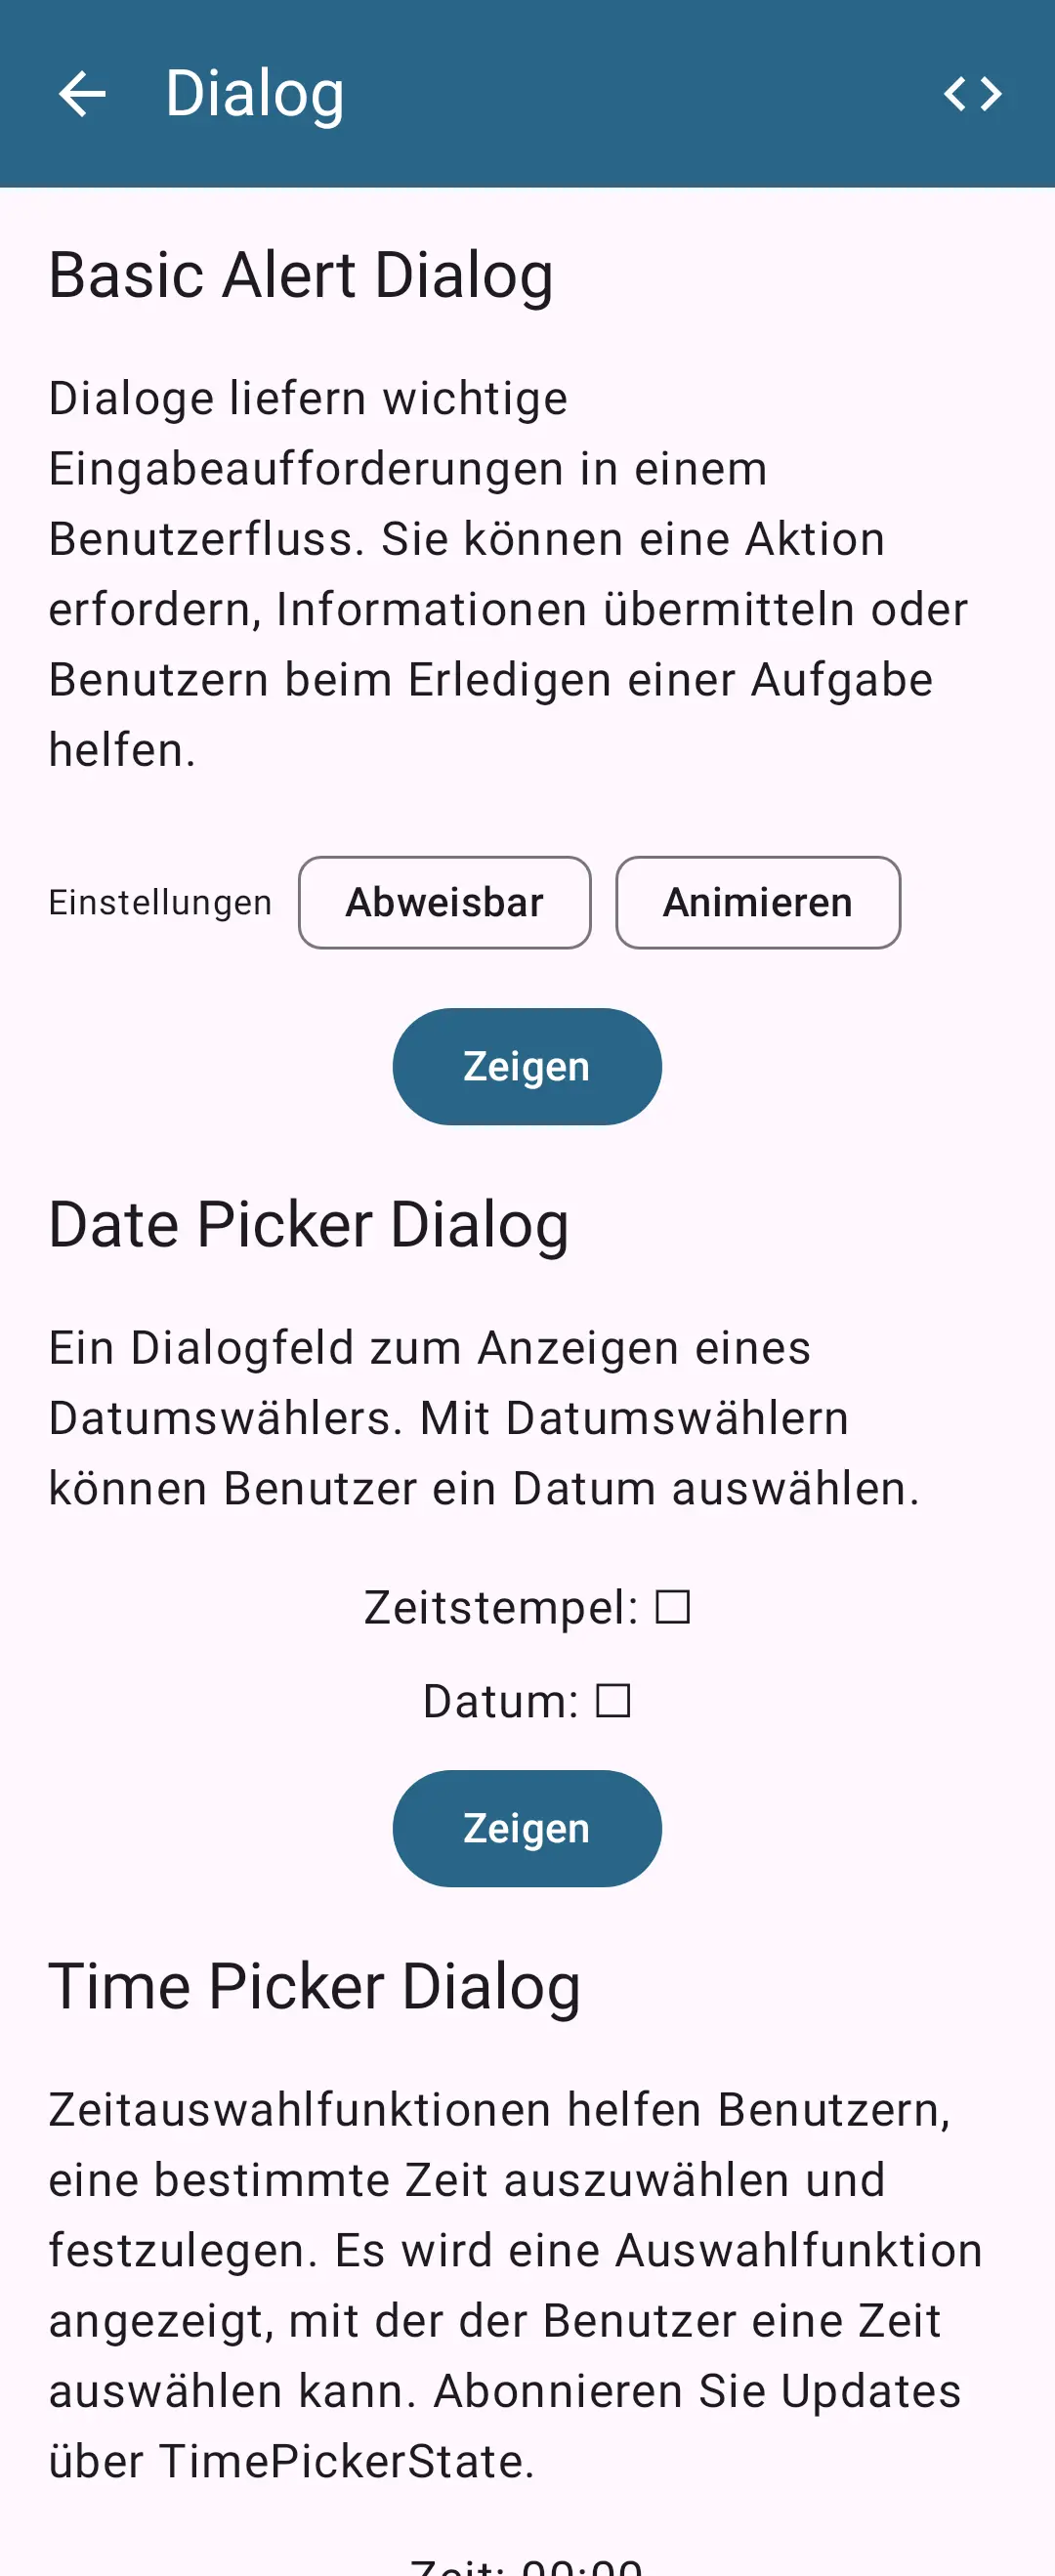 Dialog
Basic Alert Dialog
Dialoge liefern wichtige
Eingabeaufforderungen in einem
Benutzerfluss. Sie können eine Aktion
erfordern, Informationen übermitteln oder
Benutzern beim Erledigen einer Aufgabe
helfen.
Einstellungen Abweisbar Animieren
Zeigen
Date Picker Dialog
Ein Dialogfeld zum Anzeigen eines
Datumswählers. Mit Datumswählern
können Benutzer ein Datum auswählen.
Zeitstempel: □
Datum: □
Zeigen
Time Picker Dialog
Zeitauswahlfunktionen helfen Benutzern,
eine bestimmte Zeit auszuwählen und
festzulegen. Es wird eine Auswahlfunktion
angezeigt, mit der der Benutzer eine Zeit
auswählen kann. Abonnieren Sie Updates
über TimePickerState.
Zeit: 00:00